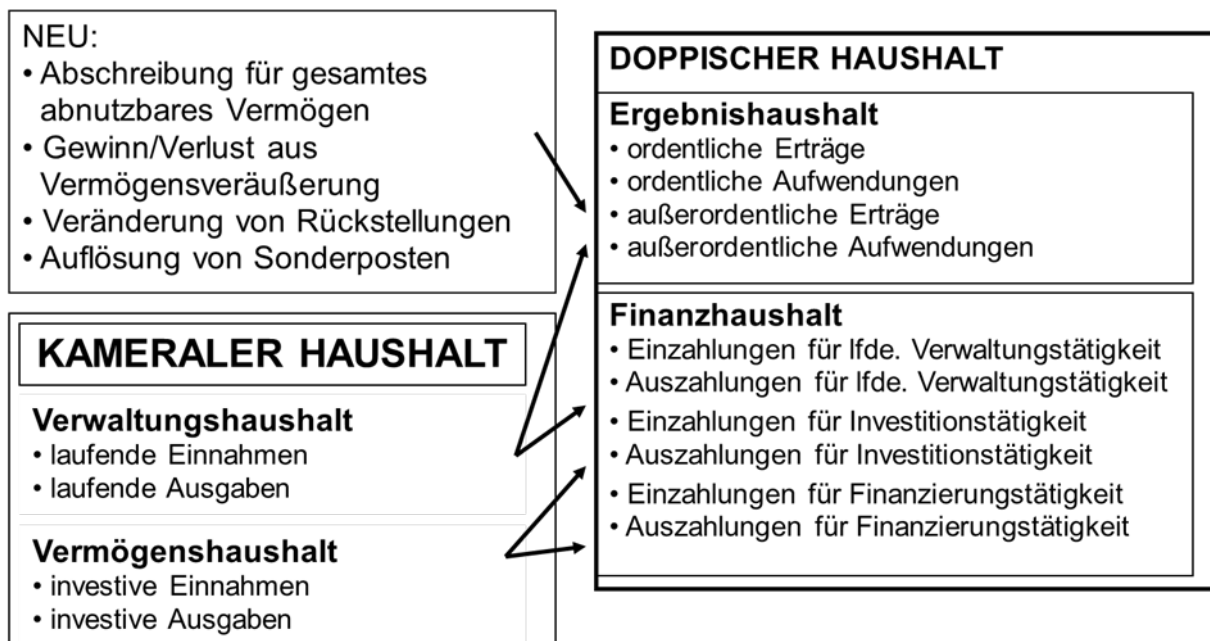 NEU:
• Abschreibung für gesamtes
abnutzbares Vermögen
• Gewinn/Verlust aus
Vermögensveräußerung
• Veränderung von Rückstellungen
• Auflösung von Sonderposten
KAMERALER HAUSHALT
Verwaltungshaushalt
• laufende Einnahmen
• laufende Ausgaben
Vermögenshaushalt
• investive Einnahmen
• investive Ausgaben
DOPPISCHER HAUSHALT
Ergebnishaushalt
• ordentliche Erträge
• ordentliche Aufwendungen
• außerordentliche Erträge
• außerordentliche Aufwendungen
Finanzhaushalt
• Einzahlungen für lfde. Verwaltungstätigkeit
• Auszahlungen für lfde. Verwaltungstätigkeit
• Einzahlungen für Investitionstätigkeit
• Auszahlungen für Investitionstätigkeit
• Einzahlungen für Finanzierungstätigkeit
• Auszahlungen für Finanzierungstätigkeit